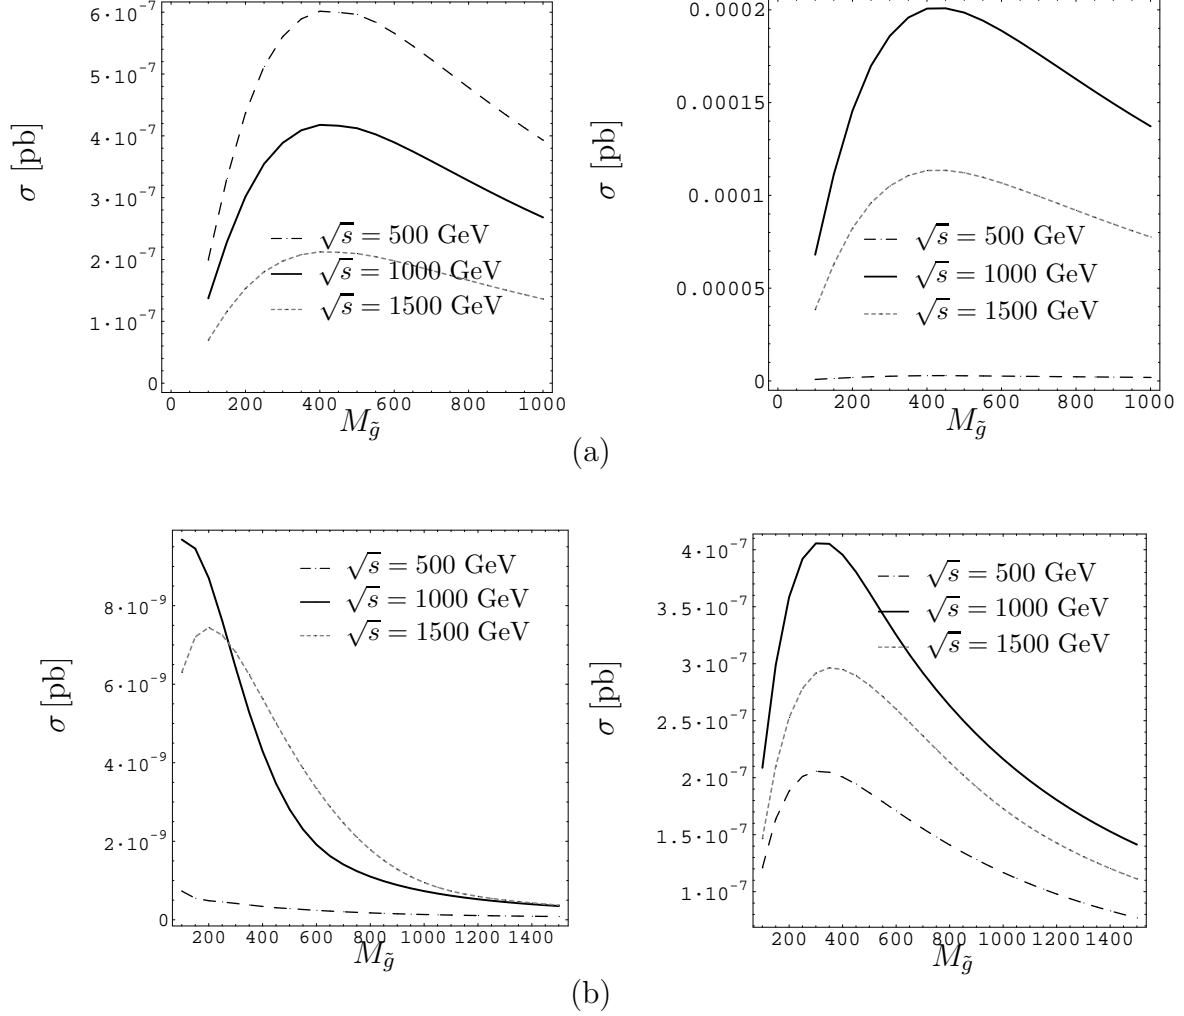 6·10⁻⁷
5·10⁻⁷
4·10⁻⁷
3·10⁻⁷
2·10⁻⁷
1·10⁻⁷
0
σ [pb]
√s = 500 GeV
√s = 1000 GeV
√s = 1500 GeV
0 200 400 600 800 1000
M_g̃
0.0002
0.00015
0.0001
0.00005
0
σ [pb]
√s = 500 GeV
√s = 1000 GeV
√s = 1500 GeV
0 200 400 600 800 1000
M_g̃
(a)
8·10⁻⁹
6·10⁻⁹
4·10⁻⁹
2·10⁻⁹
0
σ [pb]
√s = 500 GeV
√s = 1000 GeV
√s = 1500 GeV
200 400 600 800 1000 1200 1400
M_g̃
4·10⁻⁷
3.5·10⁻⁷
3·10⁻⁷
2.5·10⁻⁷
2·10⁻⁷
1.5·10⁻⁷
1·10⁻⁷
σ [pb]
√s = 500 GeV
√s = 1000 GeV
√s = 1500 GeV
200 400 600 800 1000 1200 1400
M_g̃
(b)